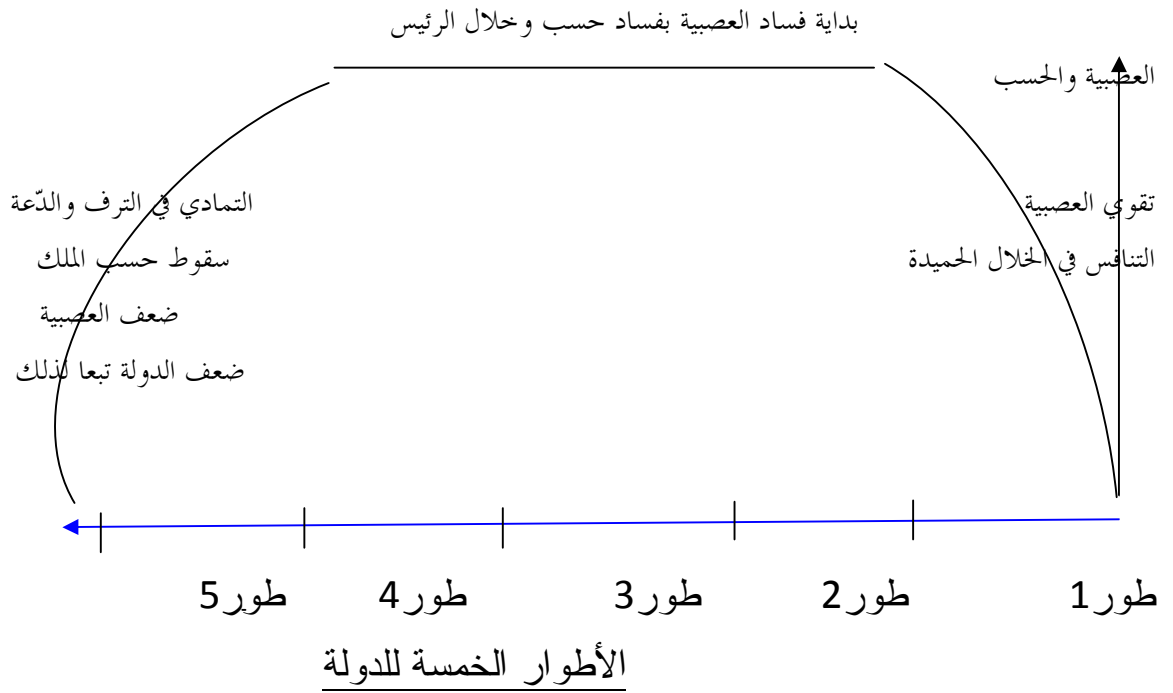 بداية فساد العصبية بفساد حسب وخلال الرئيس
العصبية والحسب
تقوي العصبية
التنافس في الخلال الحميدة
التمادي في الترف والدّعة
سقوط حسب الملك
ضعف العصبية
ضعف الدولة تبعا لذلك
طور1 طور2 طور3 طور4 طور5
الأطوار الخمسة للدولة